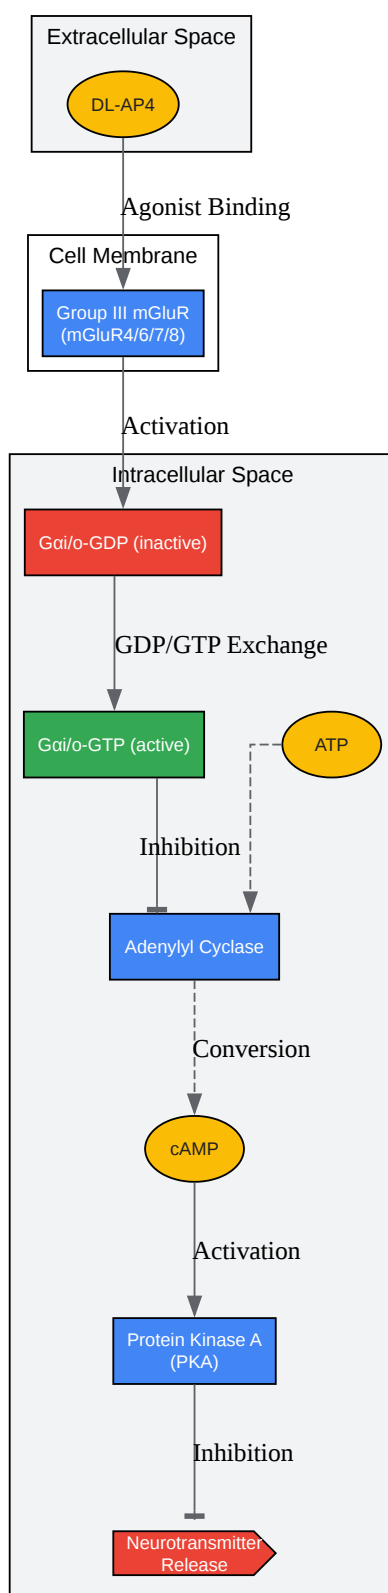 Extracellular Space
DL-AP4
Agonist Binding
Cell Membrane
Group III mGluR
(mGluR4/6/7/8)
Activation
Intracellular Space
Gαi/o-GDP (inactive)
GDP/GTP Exchange
Gαi/o-GTP (active)
ATP
Inhibition
Adenylyl Cyclase
Conversion
cAMP
Activation
Protein Kinase A
(PKA)
Inhibition
Neurotransmitter
Release